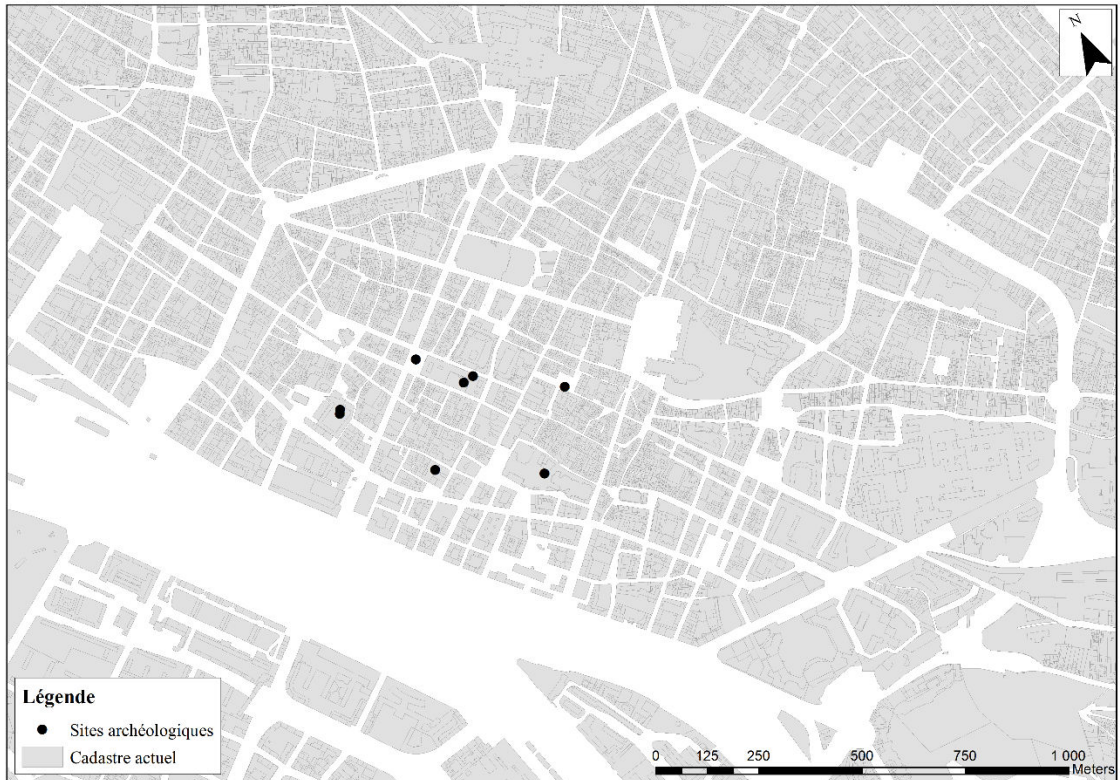 N
Légende
Sites archéologiques
Cadastre actuel
0 125 250 500 750 1 000
Meters